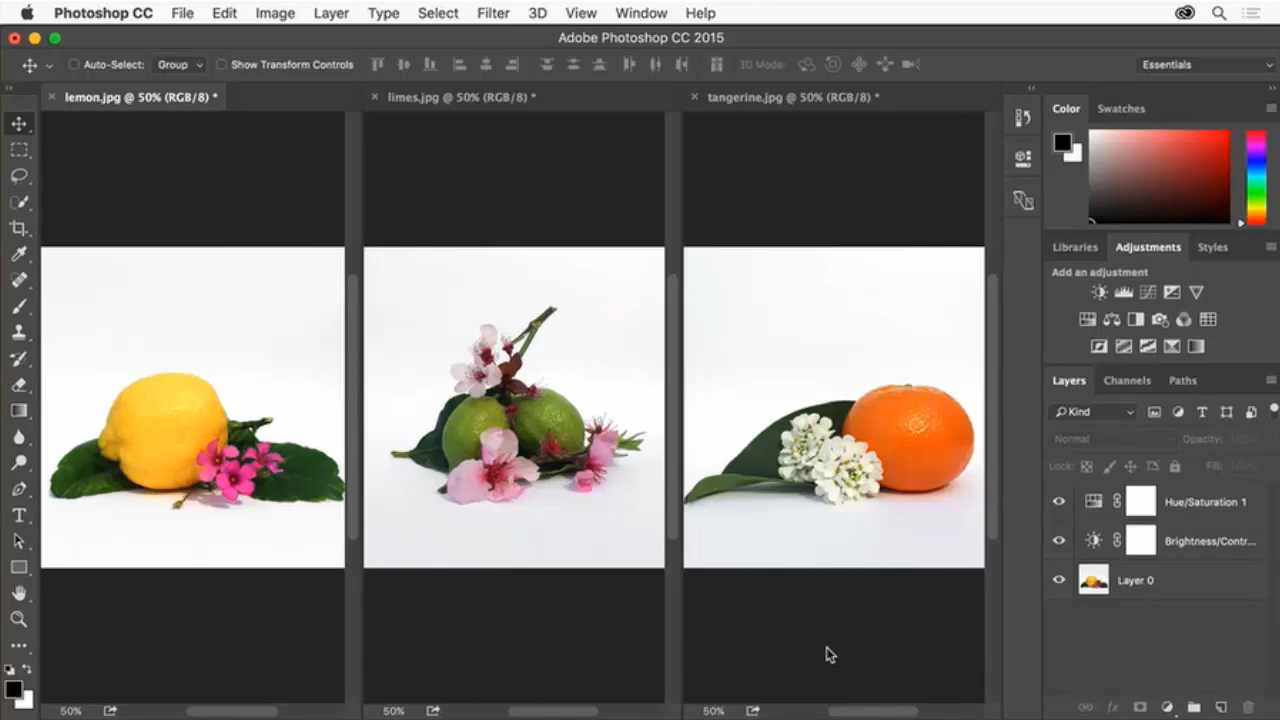 Photoshop CC File Edit Image Layer Type Select Filter 3D View Window Help
Adobe Photoshop CC 2015
Auto-Select: Group Show Transform Controls 3D Mode: Essentials
lemon.jpg @ 50% (RGB/8) * limes.jpg @ 50% (RGB/8) * tangerine.jpg @ 50% (RGB/8) *
Color Swatches
Libraries Adjustments Styles
Add an adjustment
Layers Channels Paths
Kind
Normal Opacity:
Lock: Fill:
Hue/Saturation 1
Brightness/Contr...
Layer 0
50% 50% 50%